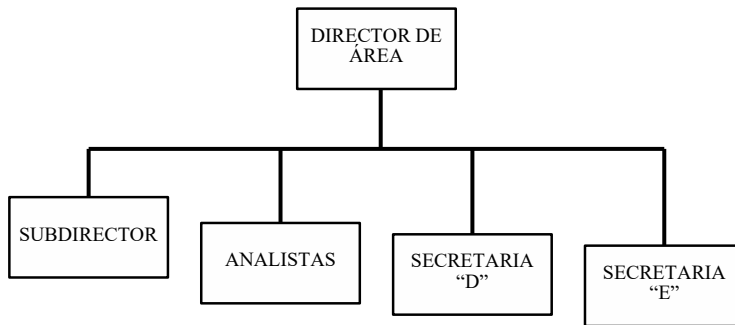 DIRECTOR DE
ÁREA
SUBDIRECTOR
ANALISTAS
SECRETARIA
“D”
SECRETARIA
“E”